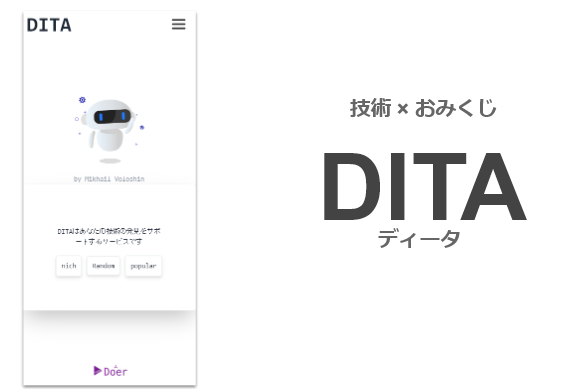 DITA
by Mikhail Voloshin
DITAはあなたの技術の発見をサポ
ートするサービスです
nich
Random
popular
Doer
技術 × おみくじ
DITA
ディータ